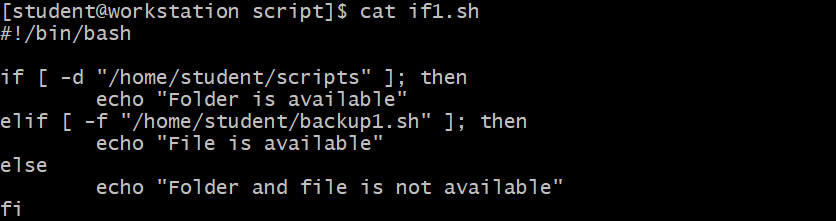 [student@workstation script]$ cat if1.sh
#!/bin/bash
if [ -d "/home/student/scripts" ]; then
        echo "Folder is available"
elif [ -f "/home/student/backup1.sh" ]; then
        echo "File is available"
else
        echo "Folder and file is not available"
fi